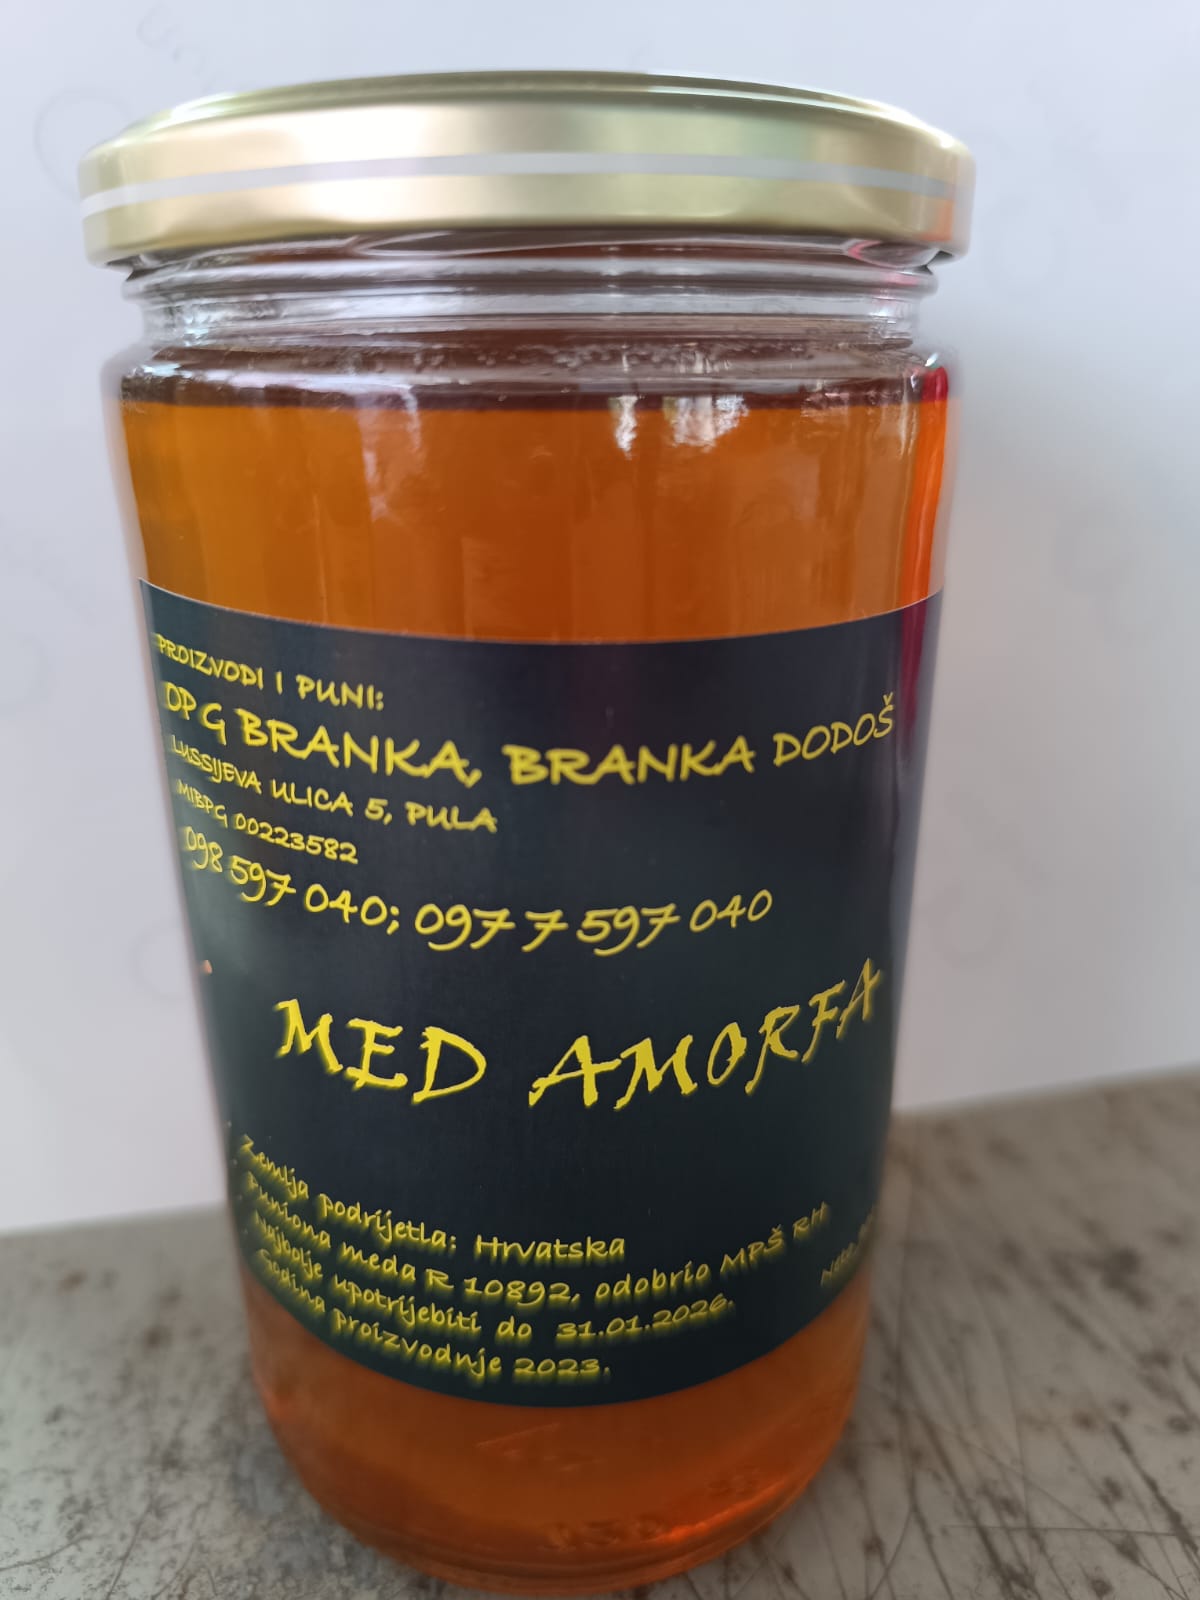 PROIZVODI I PUNI:
OPG BRANKA, BRANKA DODOŠ
LUSSIJEVA ULICA 5, PULA
MIBPG 00223582
098 597 040; 097 7 597 040
MED AMORFA
Zemlja podrijetla: Hrvatska
Puniona meda R 10892, odobrio MPŠ RH
Najbolje upotrijebiti do 31.01.2026.
Godina proizvodnje 2023.
Neto